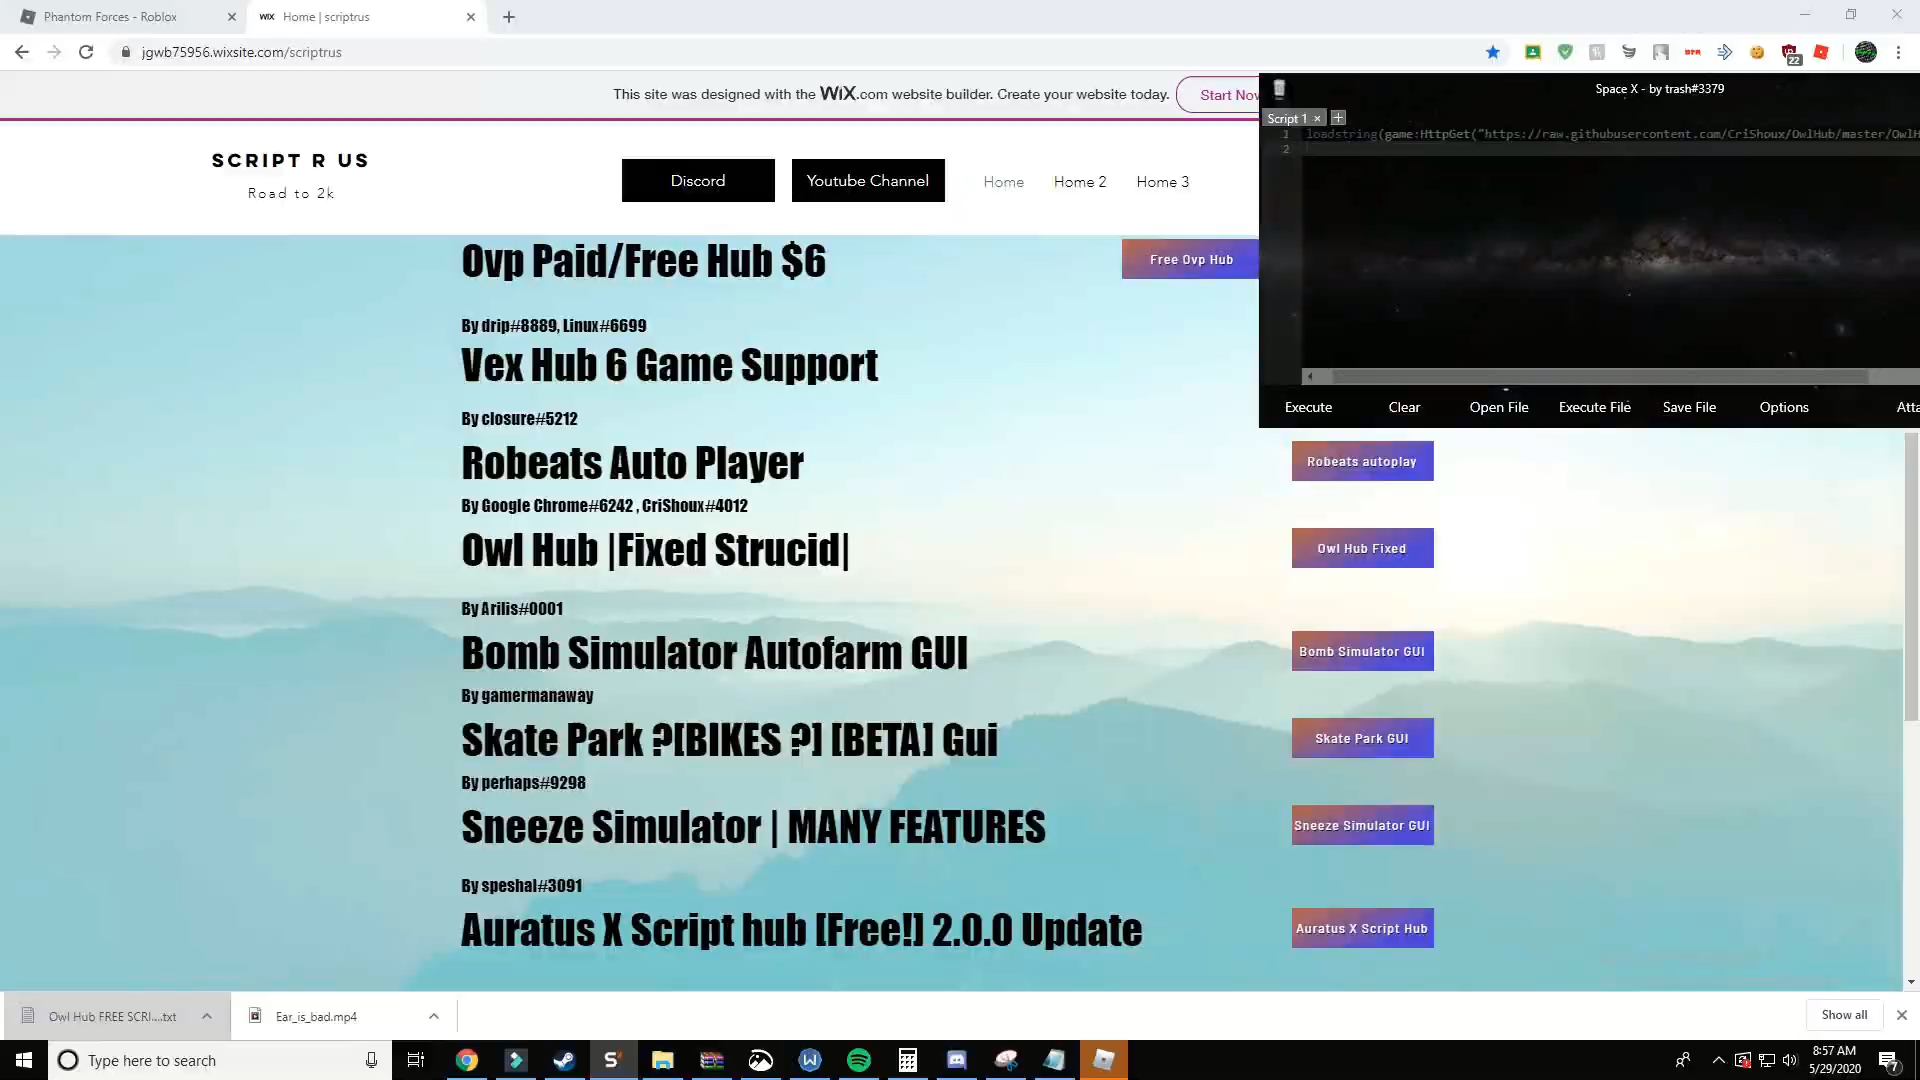 Phantom Forces - Roblox
WiX Home | scriptrus
jgwb75956.wixsite.com/scriptrus
22
This site was designed with the WiX.com website builder. Create your website today.
Start Now
Space X - by trash#3379
Script 1
1 loadstring(game:HttpGet("https://raw.githubusercontent.com/CriShoux/OwlHub/master/OwlH
2
SCRIPT R US
Road to 2k
Discord
Youtube Channel
Home
Home 2
Home 3
Ovp Paid/Free Hub $6
Free Ovp Hub
By drip#8889, Linux#6699
Vex Hub 6 Game Support
Execute
Clear
Open File
Execute File
Save File
Options
Atta
By closure#5212
Robeats Auto Player
Robeats autoplay
By Google Chrome#6242 , CriShoux#4012
Owl Hub |Fixed Strucid|
Owl Hub Fixed
By Arilis#0001
Bomb Simulator Autofarm GUI
Bomb Simulator GUI
By gamermanaway
Skate Park ?[BIKES ?] [BETA] Gui
Skate Park GUI
By perhaps#9298
Sneeze Simulator | MANY FEATURES
Sneeze Simulator GUI
By speshal#3091
Auratus X Script hub [Free!] 2.0.0 Update
Auratus X Script Hub
Owl Hub FREE SCRI....txt
Ear_is_bad.mp4
Show all
Type here to search
8:57 AM
5/29/2020
7